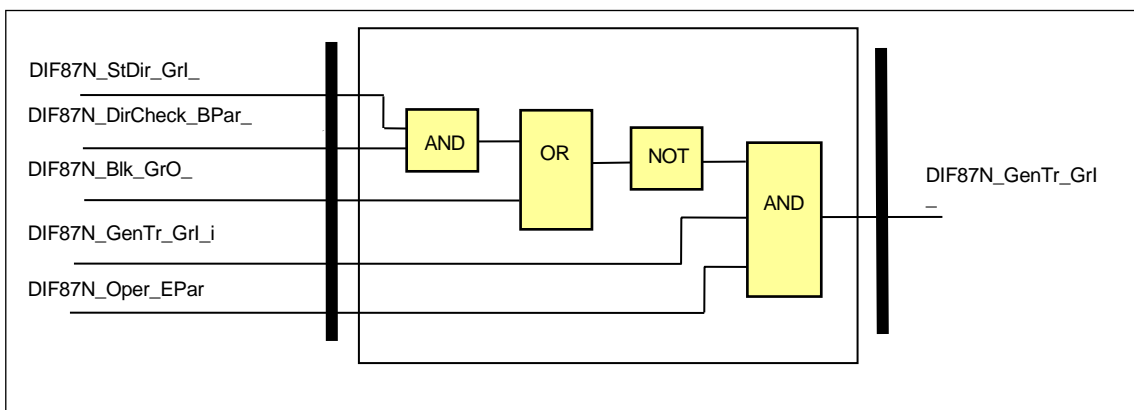 DIF87N_StDir_GrI_
DIF87N_DirCheck_BPar_
DIF87N_Blk_GrO_
DIF87N_GenTr_GrI_i
DIF87N_Oper_EPar
AND
OR
NOT
AND
DIF87N_GenTr_GrI
_